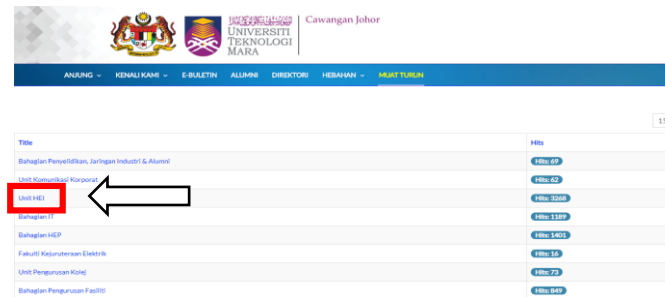 UNIVERSITI
TEKNOLOGI
MARA
Cawangan Johor
ANJUNG KENALI KAMI E-BULETIN ALUMNI DIREKTORI HEBAHAN MUAT TURUN
Title Hits
Bahagian Penyelidikan, Jaringan Industri & Alumni Hits: 69
Unit Komunikasi Korporat Hits: 62
Unit HEI Hits: 3268
Bahagian IT Hits: 1189
Bahagian HEP Hits: 1401
Fakulti Kejuruteraan Elektrik Hits: 16
Unit Pengurusan Kolej Hits: 73
Bahagian Pengurusan Fasiliti Hits: 849